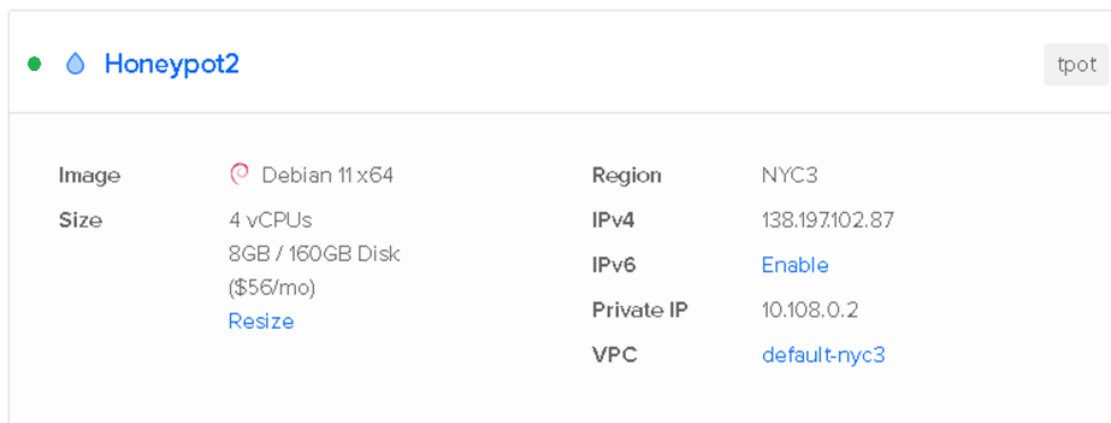 Honeypot2
tpot
Image Debian 11 x64
Size 4 vCPUs
8GB / 160GB Disk
($56/mo)
Resize
Region NYC3
IPv4 138.197.102.87
IPv6 Enable
Private IP 10.108.0.2
VPC default-nyc3